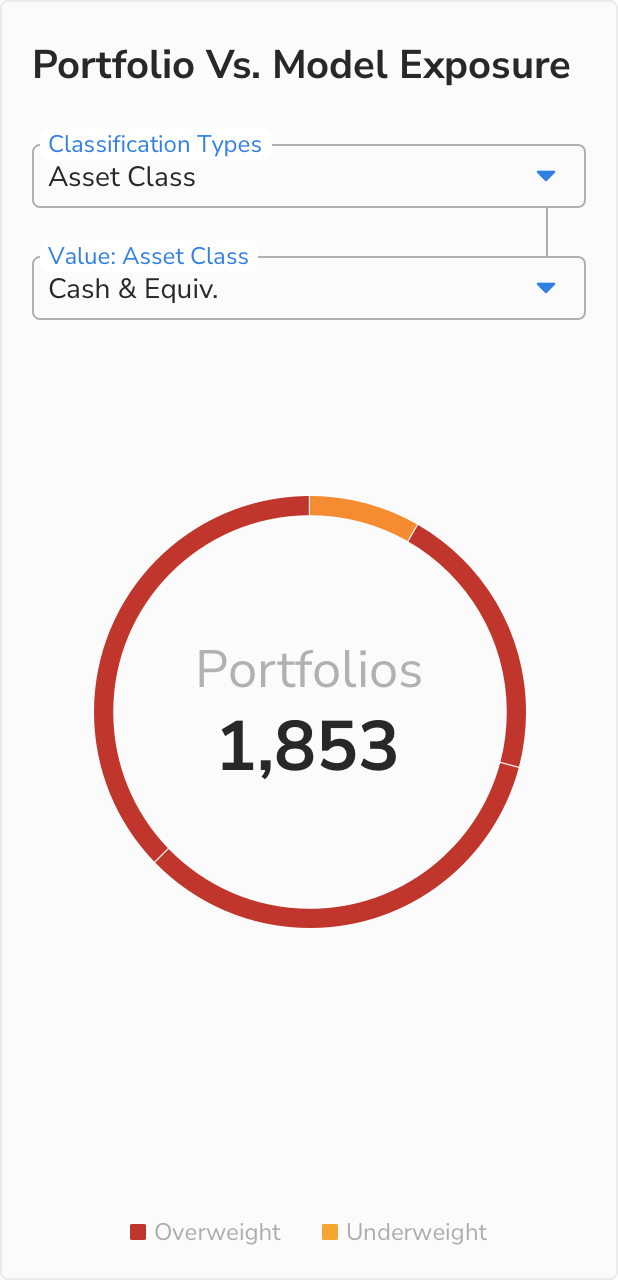 Portfolio Vs. Model Exposure
Classification Types
Asset Class
Value: Asset Class
Cash & Equiv.
Portfolios
1,853
Overweight
Underweight